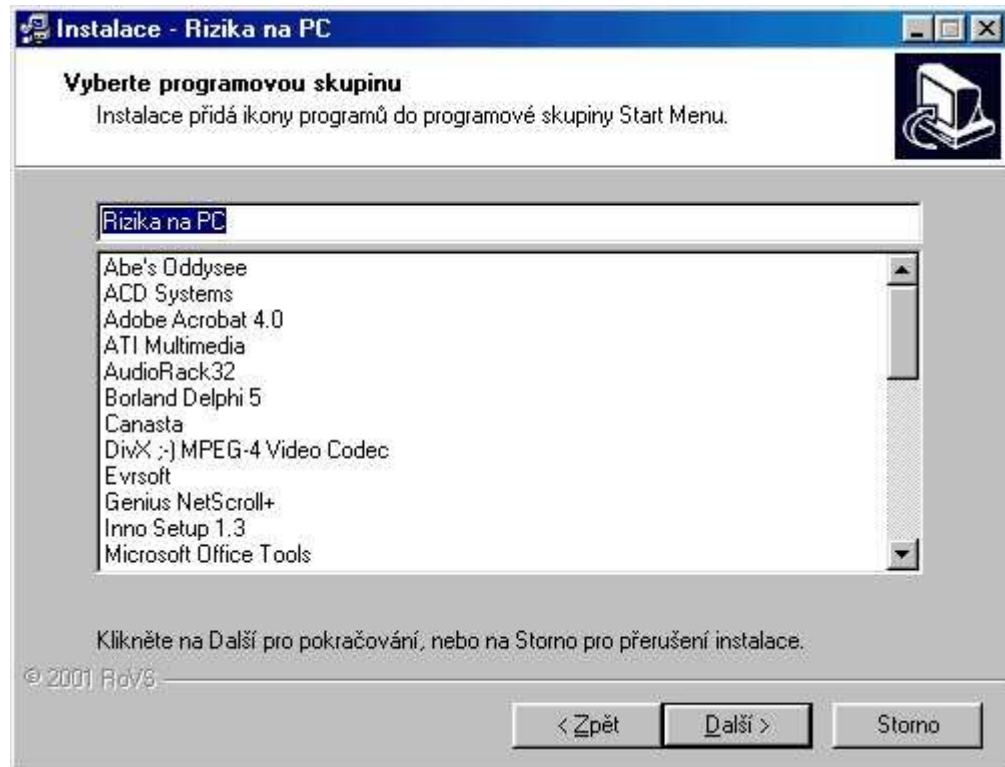 Instalace - Rizika na PC
Vyberte programovou skupinu
Instalace přidá ikony programů do programové skupiny Start Menu.
Rizika na PC
Abe's Oddysee
ACD Systems
Adobe Acrobat 4.0
ATI Multimedia
AudioRack32
Borland Delphi 5
Canasta
DivX ;-) MPEG-4 Video Codec
Evrsoft
Genius NetScroll+
Inno Setup 1.3
Microsoft Office Tools
Klikněte na Další pro pokračování, nebo na Storno pro přerušení instalace.
© 2001 RoVS
< Zpět
Další >
Storno